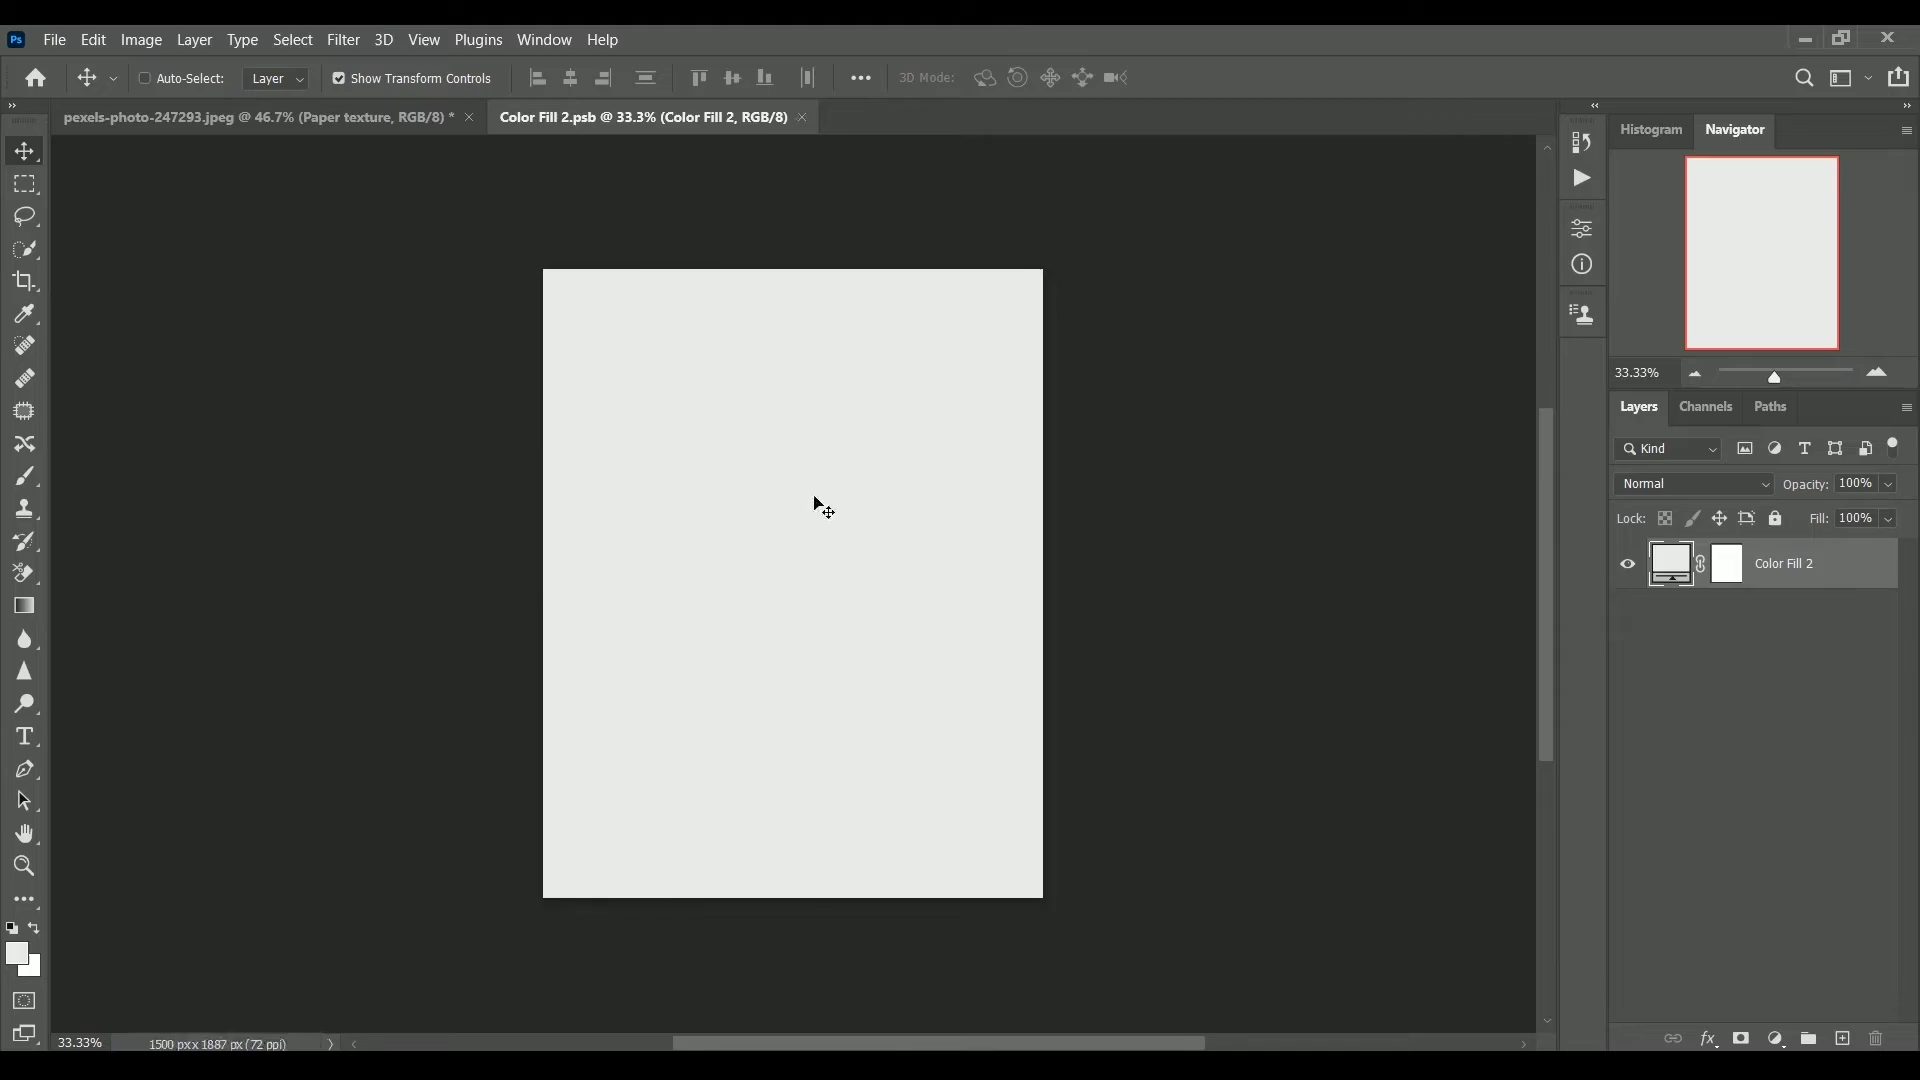 Ps File Edit Image Layer Type Select Filter 3D View Plugins Window Help
Auto-Select: Layer Show Transform Controls 3D Mode:
pexels-photo-247293.jpeg @ 46.7% (Paper texture, RGB/8) * Color Fill 2.psb @ 33.3% (Color Fill 2, RGB/8)
Histogram Navigator
33.33%
Layers Channels Paths
Kind
Normal Opacity: 100%
Lock: Fill: 100%
Color Fill 2
33.33% 1500 px x 1887 px (72 ppi)
fx